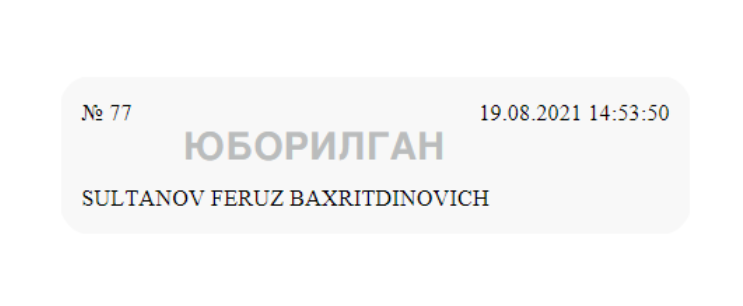 № 77 19.08.2021 14:53:50
ЮБОРИЛГАН
SULTANOV FERUZ BAXRITDINOVICH